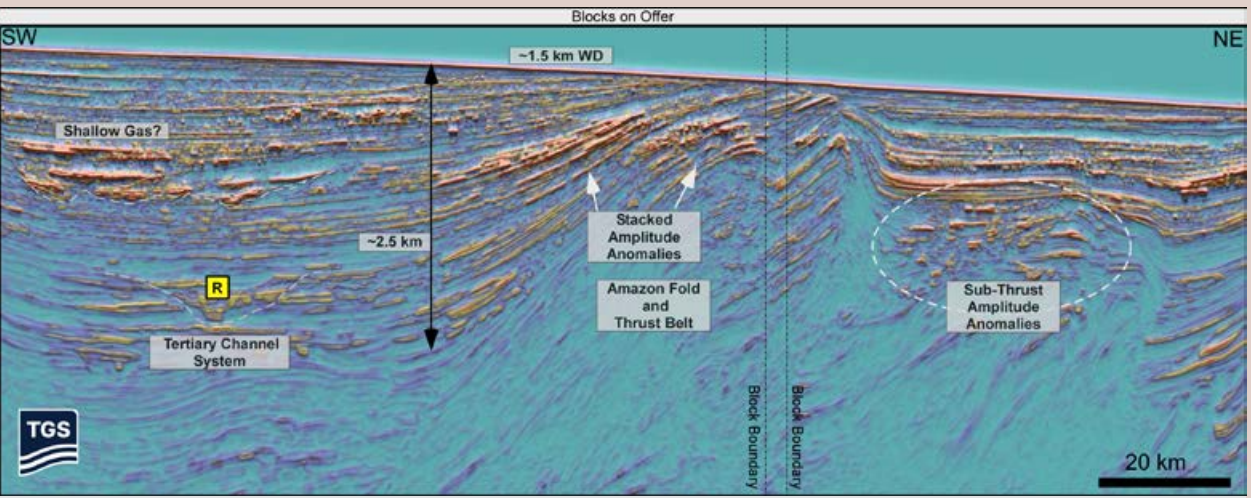 Blocks on Offer
SW
NE
~1.5 km WD
Shallow Gas?
~2.5 km
Stacked
Amplitude
Anomalies
Amazon Fold
and
Thrust Belt
R
Tertiary Channel
System
Sub-Thrust
Amplitude
Anomalies
Block Boundary
Block Boundary
TGS
20 km